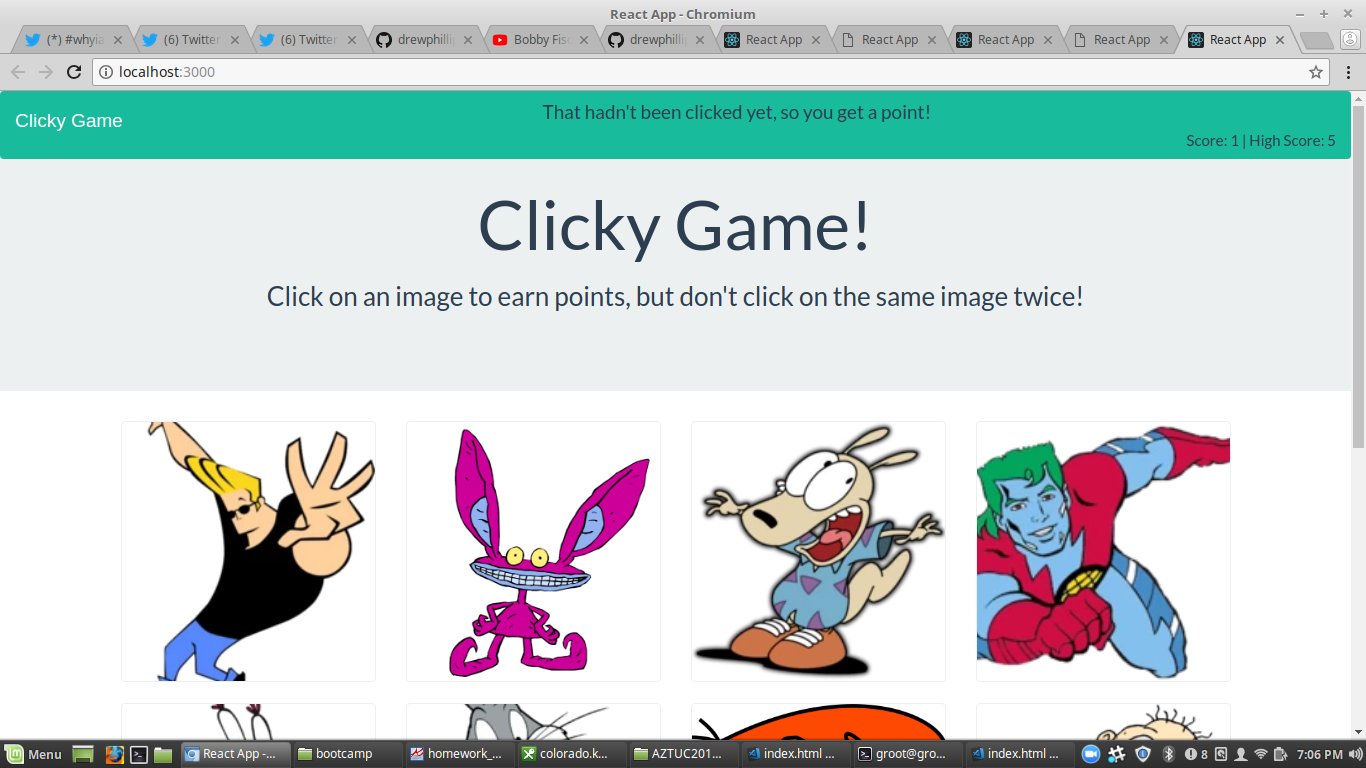 React App - Chromium
(*) #whyia
(6) Twitter
(6) Twitter
drewphilli
Bobby Fis
drewphilli
React App
React App
React App
React App
React App
localhost:3000
That hadn't been clicked yet, so you get a point!
Clicky Game
Score: 1 | High Score: 5
Clicky Game!
Click on an image to earn points, but don't click on the same image twice!
Menu
React App -...
bootcamp
homework_...
colorado.k...
AZTUC201...
index.html ...
groot@gro...
index.html ...
8
7:06 PM